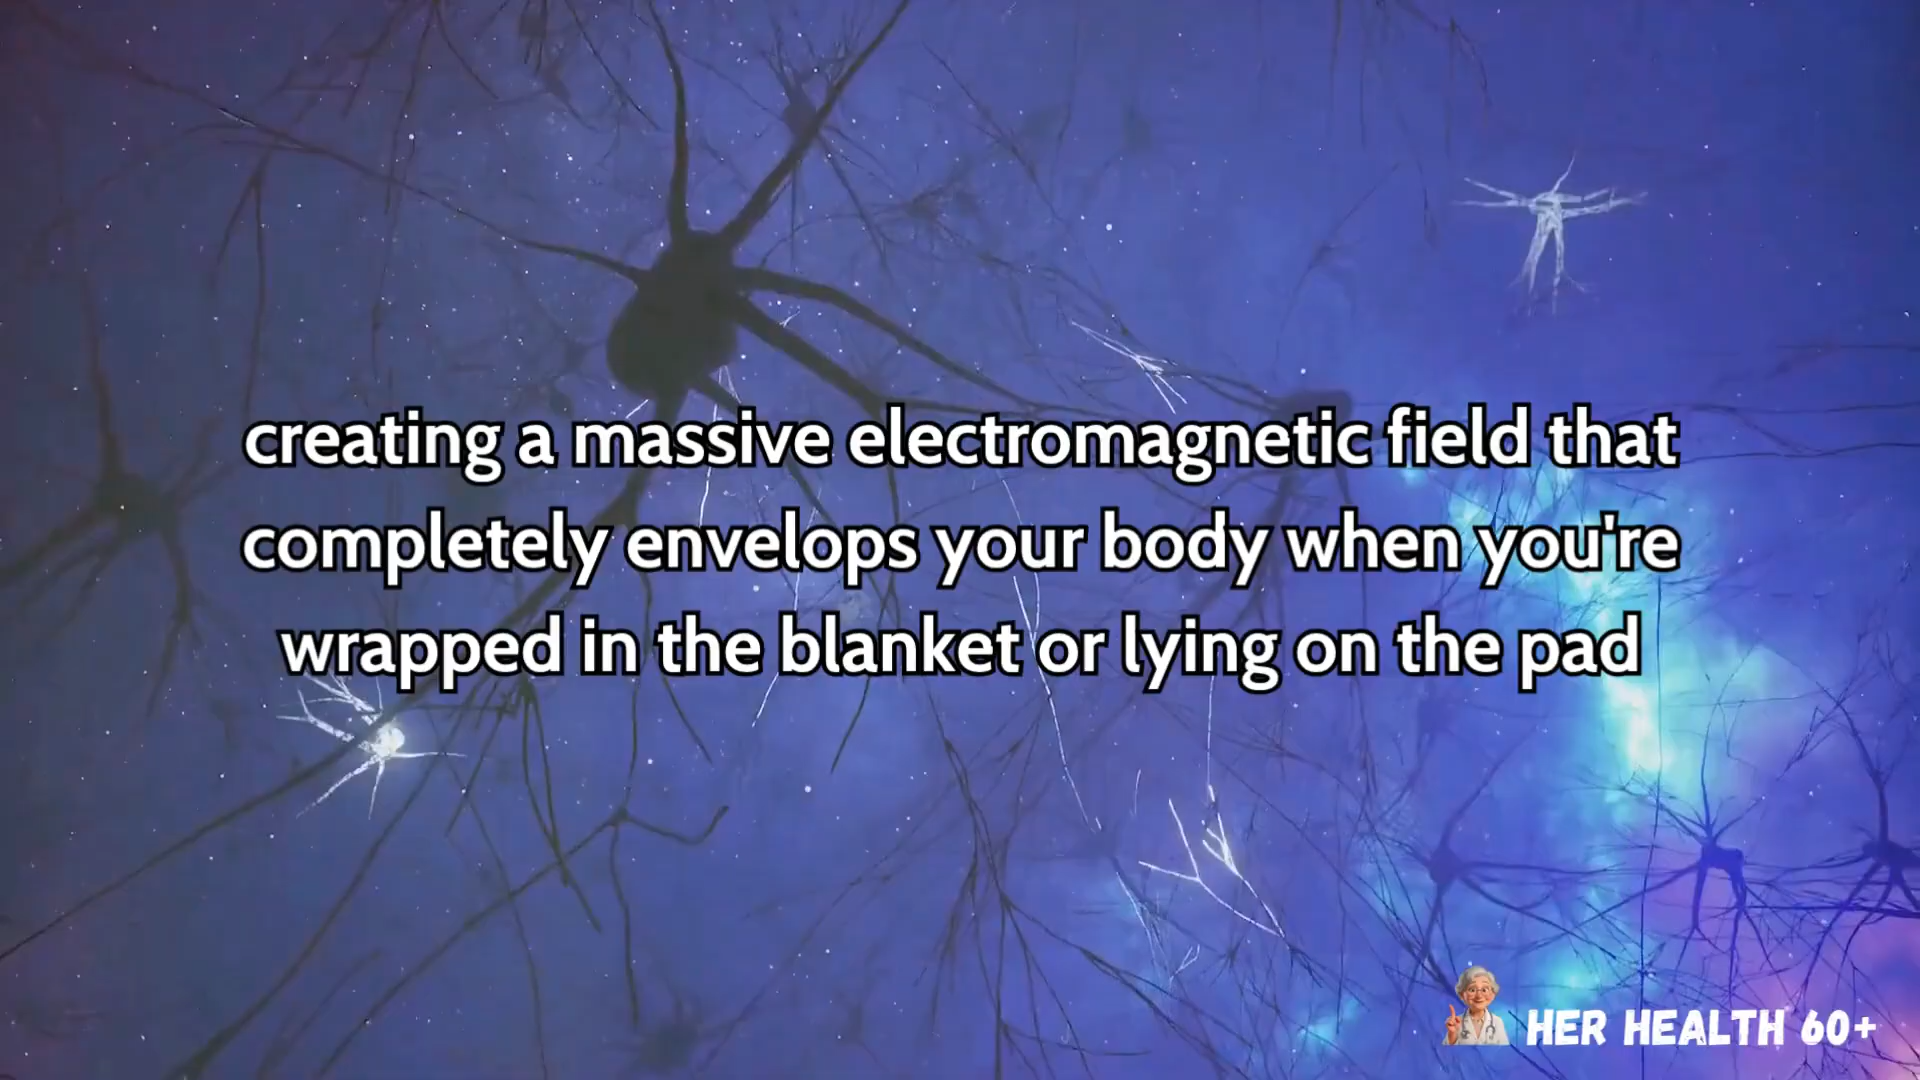 creating a massive electromagnetic field that
completely envelops your body when you're
wrapped in the blanket or lying on the pad
HER HEALTH 60+